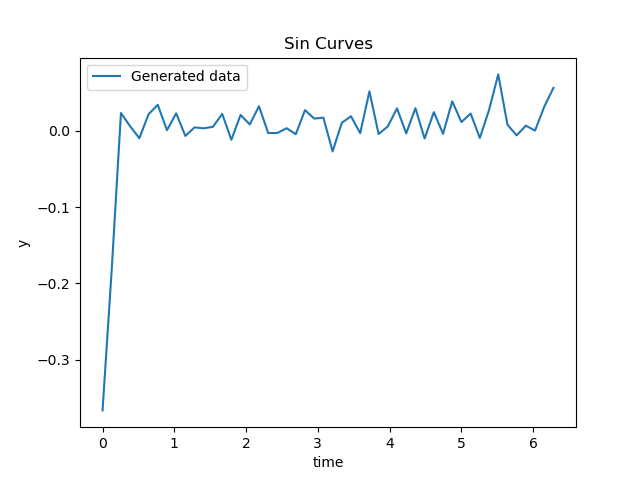 Sin Curves
Generated data
0.0
−0.1
−0.2
−0.3
y
0 1 2 3 4 5 6
time